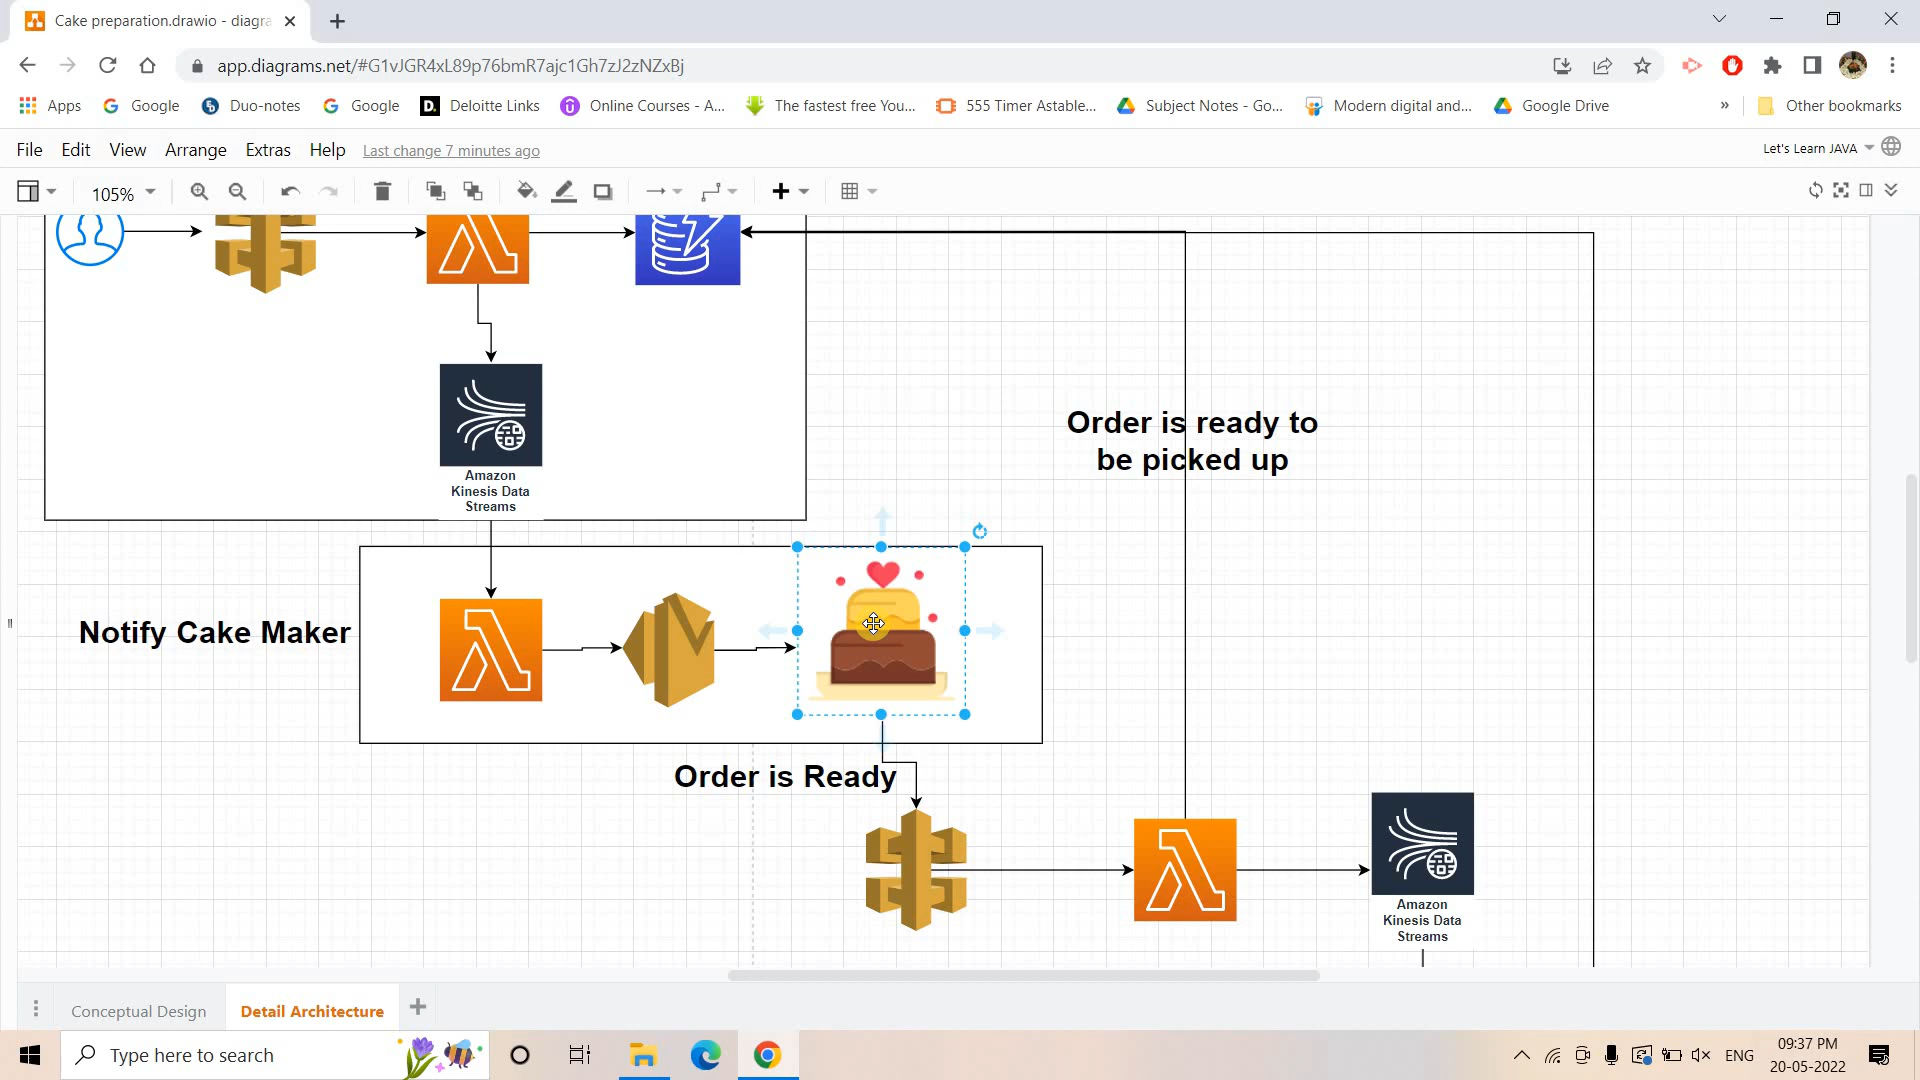 Cake preparation.drawio - diagra
app.diagrams.net/#G1vJGR4xL89p76bmR7ajc1Gh7zJ2zNZxBj
Apps
Google
Duo-notes
Google
D.
Deloitte Links
Online Courses - A...
The fastest free You...
555 Timer Astable...
Subject Notes - Go...
Modern digital and...
Google Drive
»
Other bookmarks
File
Edit
View
Arrange
Extras
Help
Last change 7 minutes ago
Let's Learn JAVA
105%
Amazon
Kinesis Data
Streams
Order is ready to
be picked up
Notify Cake Maker
Order is Ready
Amazon
Kinesis Data
Streams
Conceptual Design
Detail Architecture
Type here to search
ENG
09:37 PM
20-05-2022